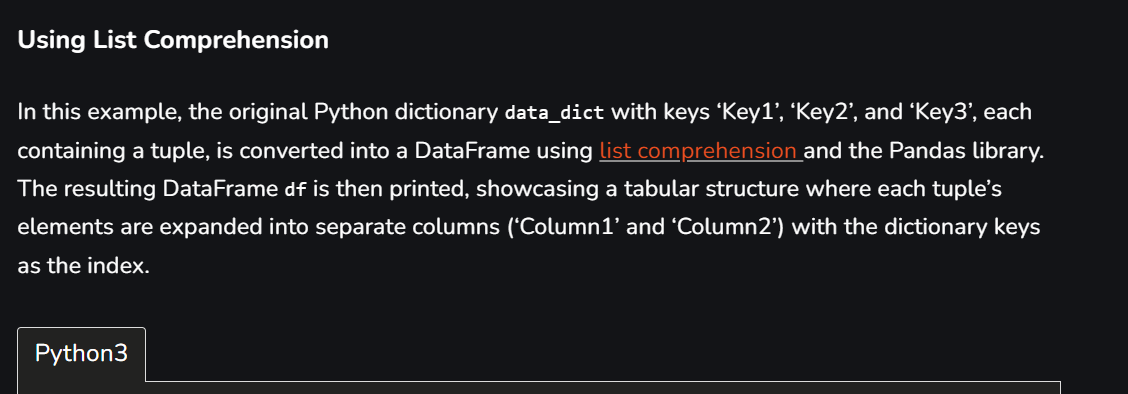 Using List Comprehension
In this example, the original Python dictionary data_dict with keys ‘Key1’, ‘Key2’, and ‘Key3’, each
containing a tuple, is converted into a DataFrame using list comprehension and the Pandas library.
The resulting DataFrame df is then printed, showcasing a tabular structure where each tuple’s
elements are expanded into separate columns (‘Column1’ and ‘Column2’) with the dictionary keys
as the index.
Python3